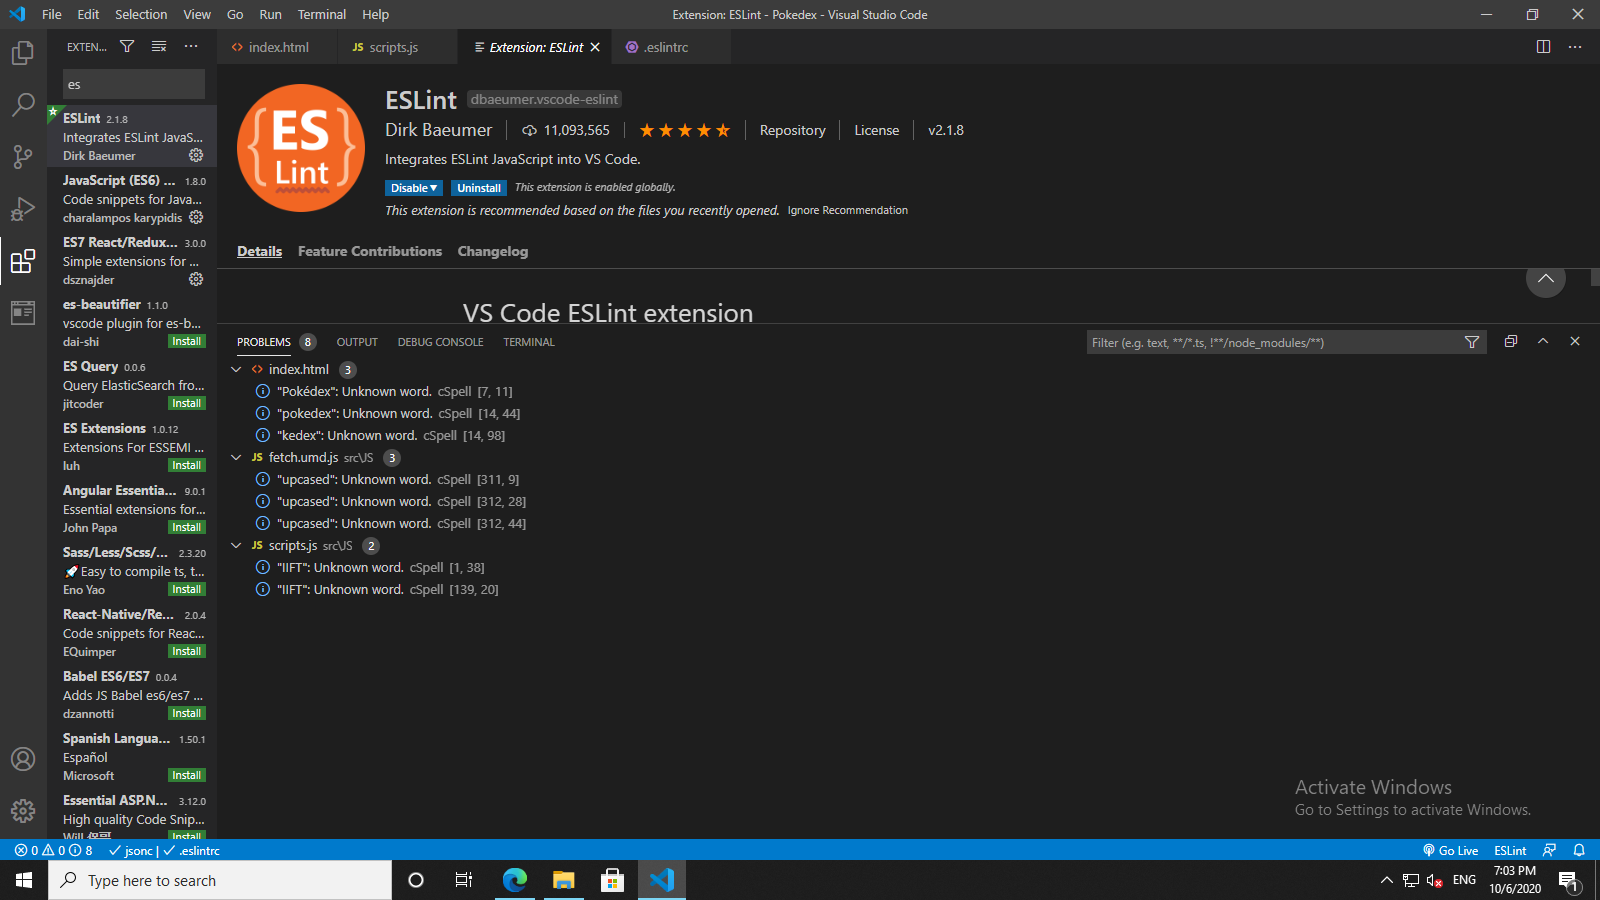 File Edit Selection View Go Run Terminal Help
Extension: ESLint - Pokedex - Visual Studio Code
EXTEN...
index.html
JS scripts.js
Extension: ESLint
.eslintrc
es
ESLint 2.1.8
Integrates ESLint JavaS...
Dirk Baeumer
JavaScript (ES6) ... 1.8.0
Code snippets for Java...
charalampos karypidis
ES7 React/Redux... 3.0.0
Simple extensions for ...
dsznajder
es-beautifier 1.1.0
vscode plugin for es-b...
dai-shi Install
ES Query 0.0.6
Query ElasticSearch fro...
jitcoder Install
ES Extensions 1.0.12
Extensions For ESSEMI ...
luh Install
Angular Essentia... 9.0.1
Essential extensions for...
John Papa Install
Sass/Less/Scss/... 2.3.20
🚀Easy to compile ts, t...
Eno Yao Install
React-Native/Re... 2.0.4
Code snippets for Reac...
EQuimper Install
Babel ES6/ES7 0.0.4
Adds JS Babel es6/es7 ...
dzannotti Install
Spanish Langua... 1.50.1
Español
Microsoft Install
Essential ASP.N... 3.12.0
High quality Code Snip...
Will 保哥 Install
ES
Lint
ESLint dbaeumer.vscode-eslint
Dirk Baeumer 11,093,565 Repository License v2.1.8
Integrates ESLint JavaScript into VS Code.
Disable Uninstall This extension is enabled globally.
This extension is recommended based on the files you recently opened. Ignore Recommendation
Details Feature Contributions Changelog
VS Code ESLint extension
PROBLEMS 8 OUTPUT DEBUG CONSOLE TERMINAL
Filter (e.g. text, **/*.ts, !**/node_modules/**)
index.html 3
"Pokédex": Unknown word. cSpell [7, 11]
"pokedex": Unknown word. cSpell [14, 44]
"kedex": Unknown word. cSpell [14, 98]
JS fetch.umd.js src\JS 3
"upcased": Unknown word. cSpell [311, 9]
"upcased": Unknown word. cSpell [312, 28]
"upcased": Unknown word. cSpell [312, 44]
JS scripts.js src\JS 2
"IIFT": Unknown word. cSpell [1, 38]
"IIFT": Unknown word. cSpell [139, 20]
Activate Windows
Go to Settings to activate Windows.
0 0 8 jsonc | .eslintrc
Go Live ESLint
Type here to search
ENG
7:03 PM
10/6/2020
1